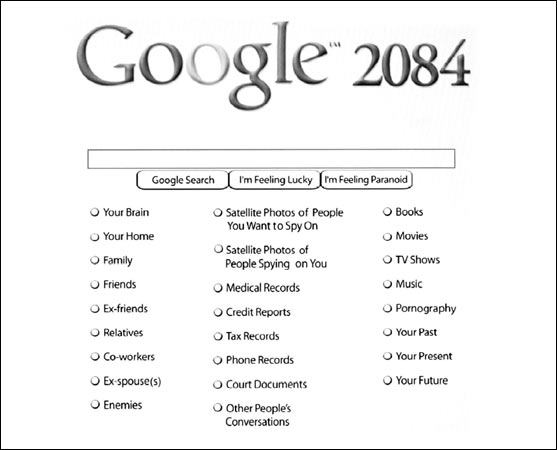 Google™ 2084
Google Search
I'm Feeling Lucky
I'm Feeling Paranoid
Your Brain
Your Home
Family
Friends
Ex-friends
Relatives
Co-workers
Ex-spouse(s)
Enemies
Satellite Photos of People
You Want to Spy On
Satellite Photos of
People Spying on You
Medical Records
Credit Reports
Tax Records
Phone Records
Court Documents
Other People's
Conversations
Books
Movies
TV Shows
Music
Pornography
Your Past
Your Present
Your Future